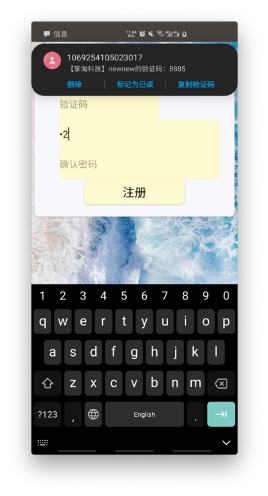 信息
1069254105023017
【掌淘科技】newnew的验证码：8885
删除 标记为已读 复制验证码
验证码
•2
确认密码
注册
1 2 3 4 5 6 7 8 9 0
q w e r t y u i o p
a s d f g h j k l
z x c v b n m
?123 , English .